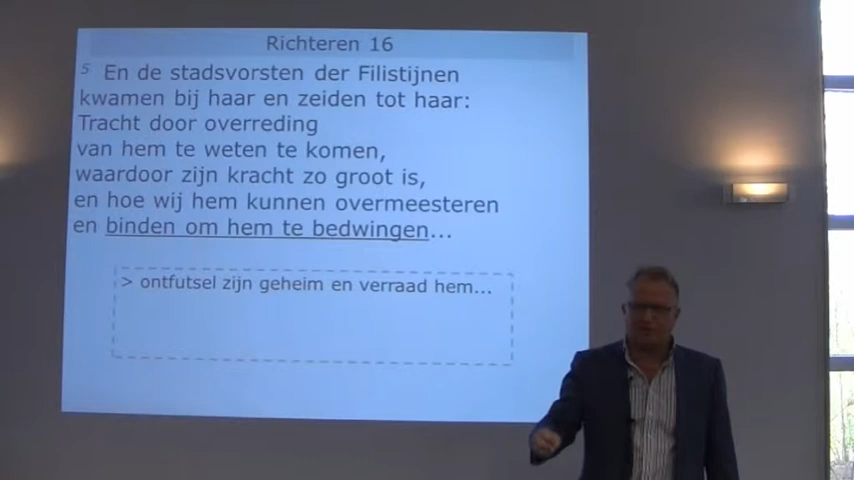 Richteren 16
5 En de stadsvorsten der Filistijnen
kwamen bij haar en zeiden tot haar:
Tracht door overreding
van hem te weten te komen,
waardoor zijn kracht zo groot is,
en hoe wij hem kunnen overmeesteren
en binden om hem te bedwingen...
> ontfutsel zijn geheim en verraad hem...